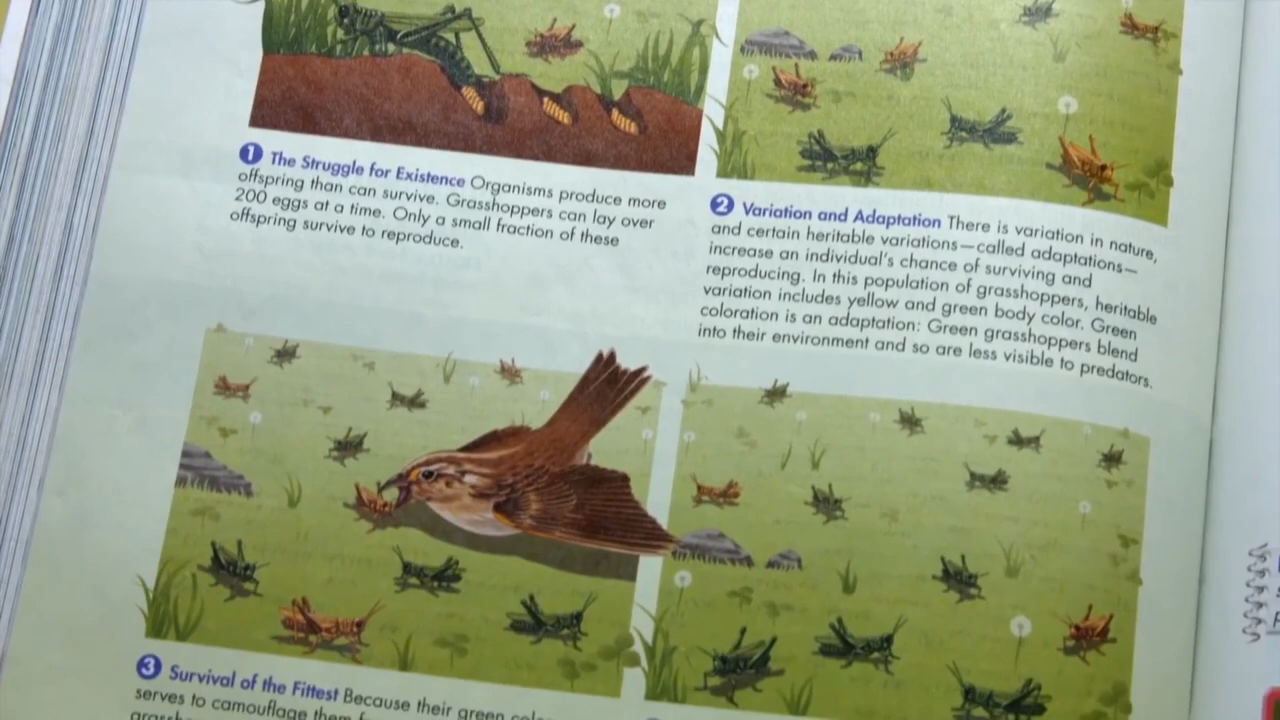 1 The Struggle for Existence Organisms produce more
offspring than can survive. Grasshoppers can lay over
200 eggs at a time. Only a small fraction of these
offspring survive to reproduce.
2 Variation and Adaptation There is variation in nature,
and certain heritable variations—called adaptations—
increase an individual's chance of surviving and
reproducing. In this population of grasshoppers, heritable
variation includes yellow and green body color. Green
coloration is an adaptation: Green grasshoppers blend
into their environment and so are less visible to predators.
3 Survival of the Fittest Because their green
serves to camouflage them